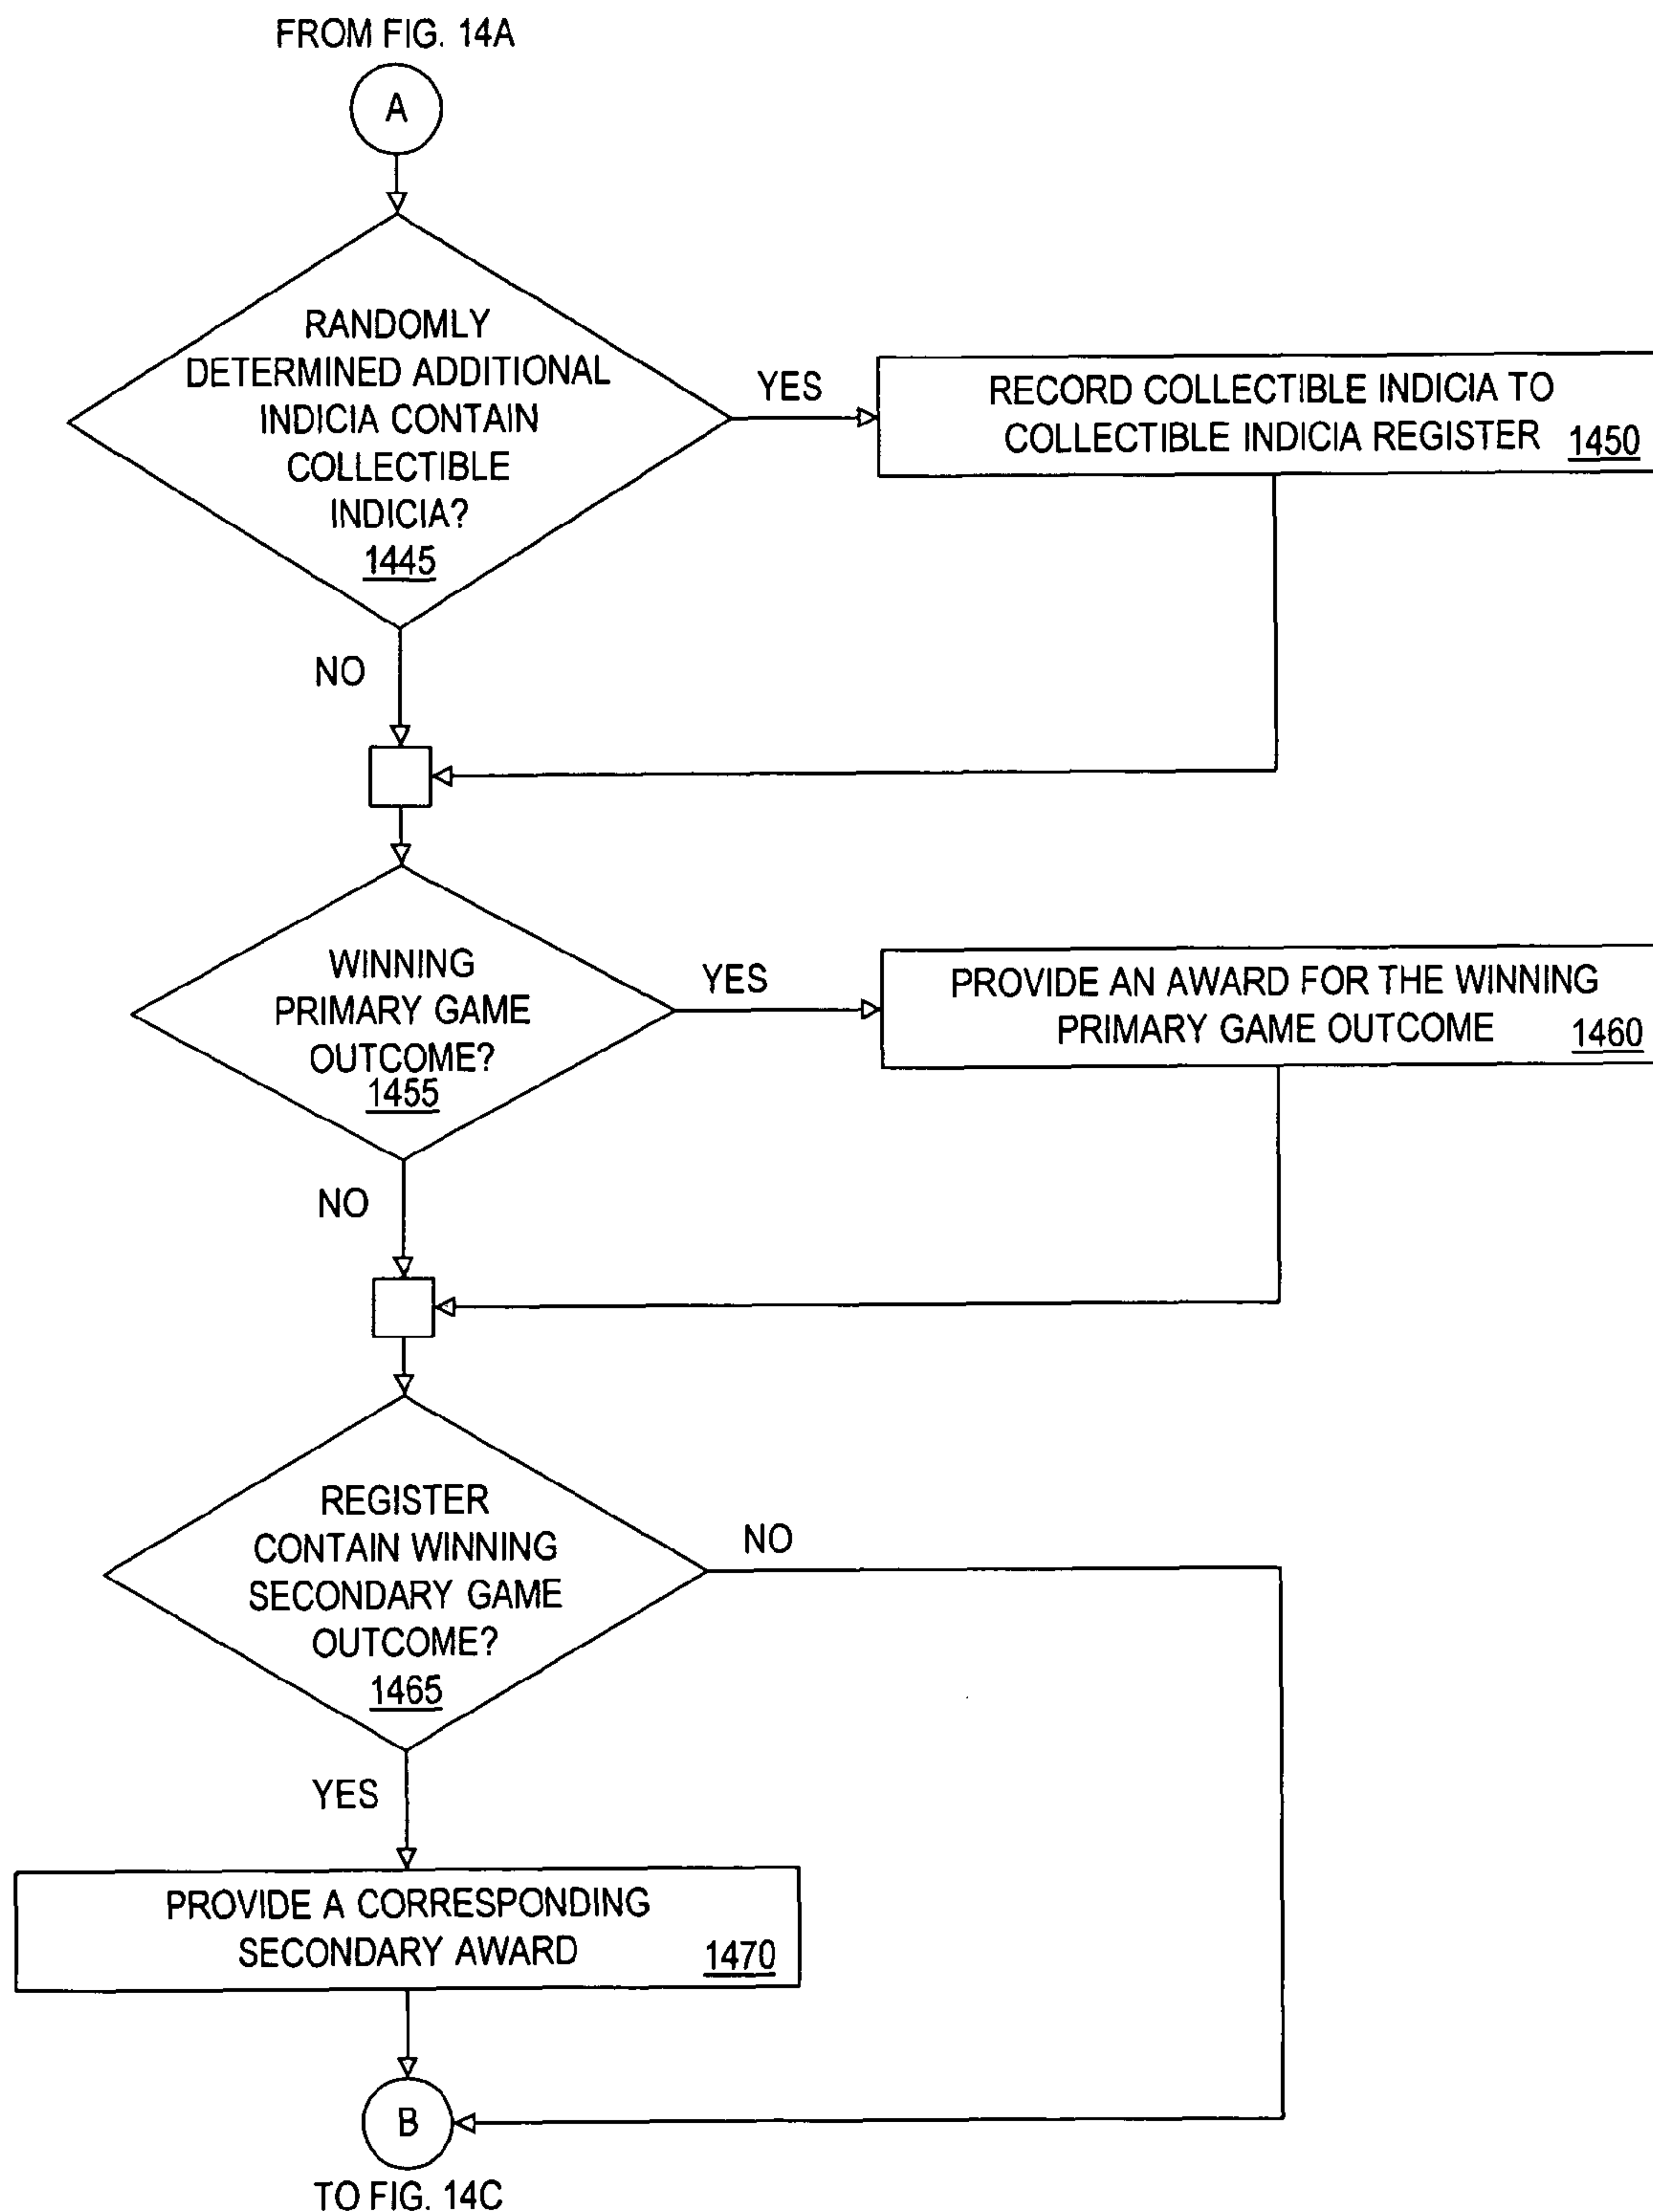 FROM FIG. 14A
A
RANDOMLY
DETERMINED ADDITIONAL
INDICIA CONTAIN
COLLECTIBLE
INDICIA?
1445
YES
RECORD COLLECTIBLE INDICIA TO
COLLECTIBLE INDICIA REGISTER 1450
NO
WINNING
PRIMARY GAME
OUTCOME?
1455
YES
PROVIDE AN AWARD FOR THE WINNING
PRIMARY GAME OUTCOME 1460
NO
REGISTER
CONTAIN WINNING
SECONDARY GAME
OUTCOME?
1465
NO
YES
PROVIDE A CORRESPONDING
SECONDARY AWARD 1470
B
TO FIG. 14C